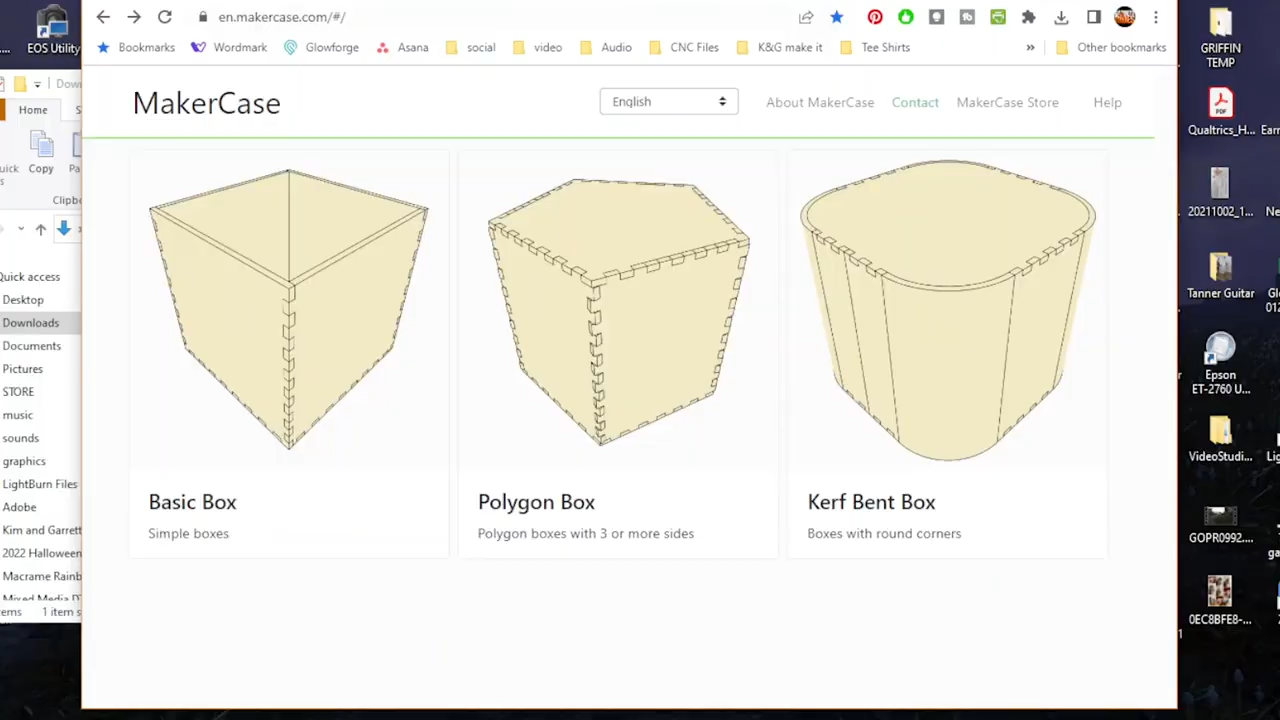 EOS Utility
en.makercase.com/#/
GRIFFIN
TEMP
Bookmarks
Wordmark
Glowforge
Asana
social
video
Audio
CNC Files
K&G make it
Tee Shirts
»
Other bookmarks
Home
Copy
MakerCase
English
About MakerCase
Contact
MakerCase Store
Help
Qualtrics_H...
20211002_1...
Tanner Guitar
Epson
ET-2760 U...
VideoStudi...
GOPR0992....
0EC8BFE8-...
Quick access
Desktop
Downloads
Documents
Pictures
STORE
music
sounds
graphics
LightBurn Files
Adobe
Kim and Garrett
2022 Halloween
Macrame Rainb
1 item s
Basic Box
Simple boxes
Polygon Box
Polygon boxes with 3 or more sides
Kerf Bent Box
Boxes with round corners